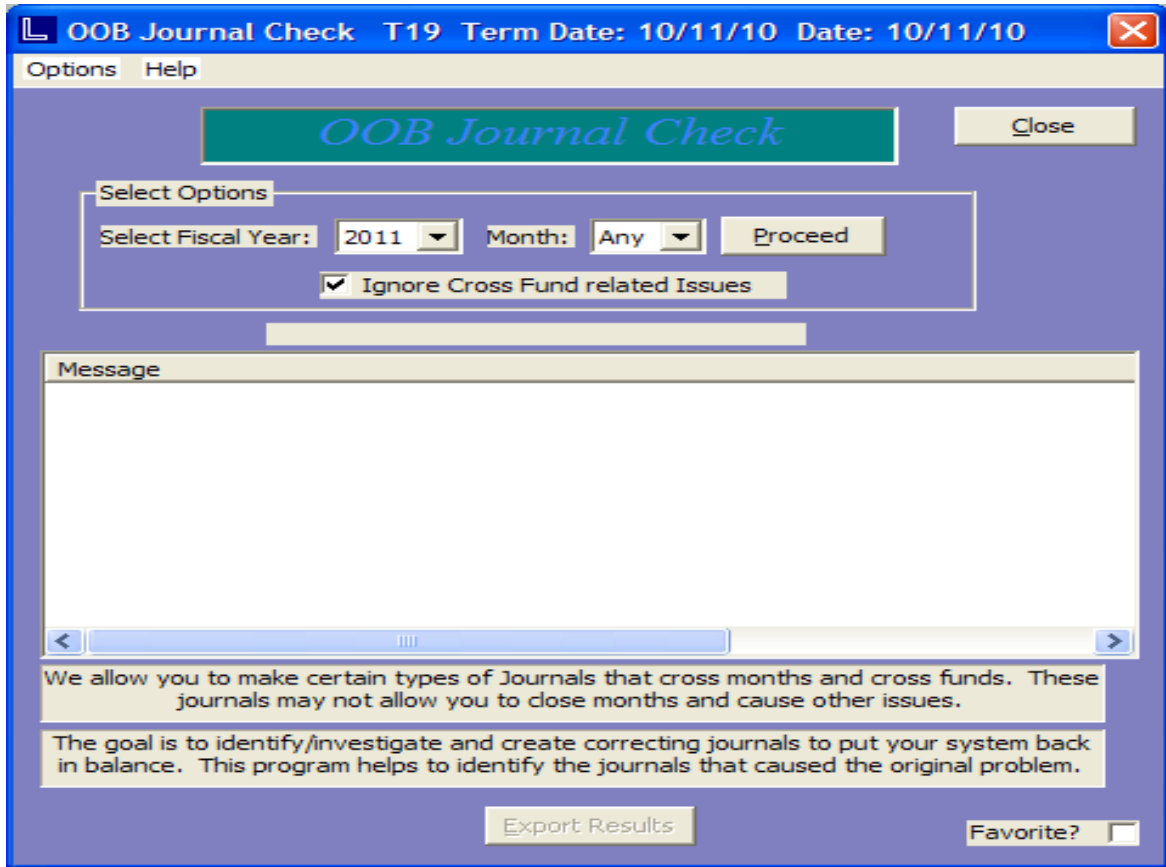 OOB Journal Check T19 Term Date: 10/11/10 Date: 10/11/10
Options Help
OOB Journal Check
Close
Select Options
Select Fiscal Year: 2011 Month: Any Proceed
Ignore Cross Fund related Issues
Message
We allow you to make certain types of Journals that cross months and cross funds. These
journals may not allow you to close months and cause other issues.
The goal is to identify/investigate and create correcting journals to put your system back
in balance. This program helps to identify the journals that caused the original problem.
Export Results
Favorite?